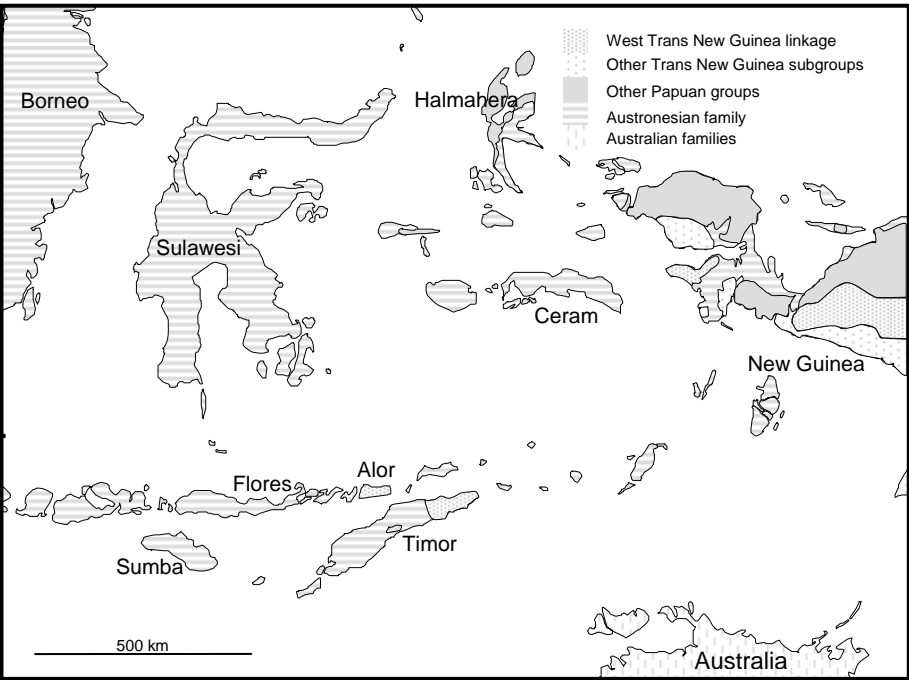 West Trans New Guinea linkage
Other Trans New Guinea subgroups
Other Papuan groups
Austronesian family
Australian families
Borneo
Halmahera
Sulawesi
Ceram
New Guinea
Alor
Flores
Timor
Sumba
500 km
Australia